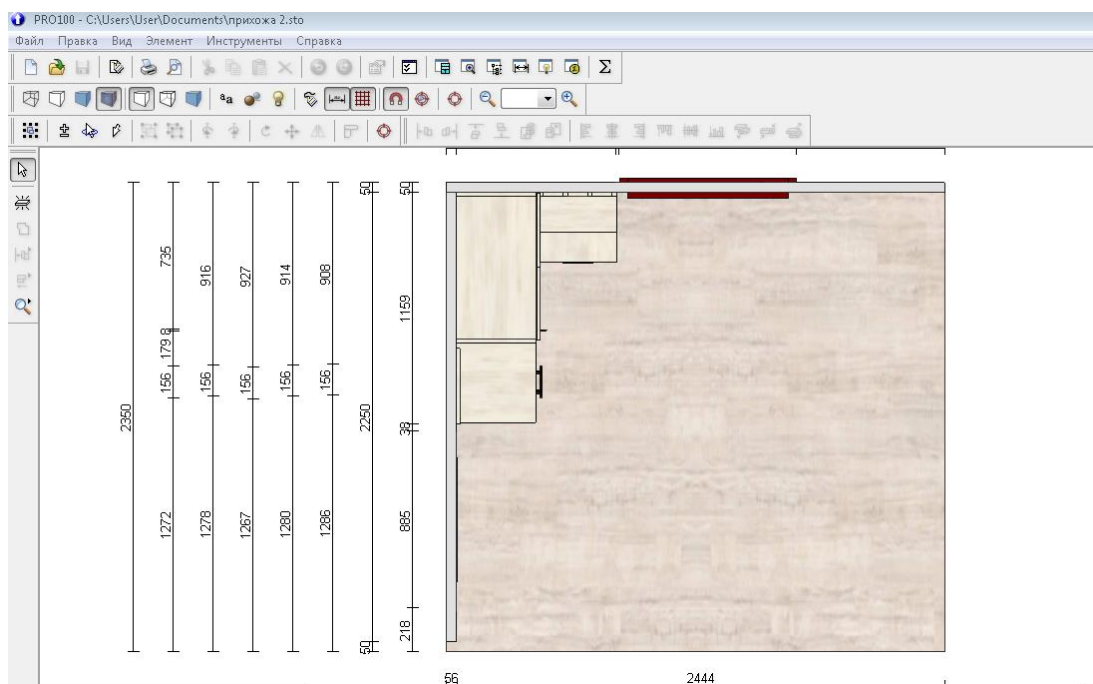 PRO100 - C:\Users\User\Documents\прихожа 2.sto
Файл Правка Вид Элемент Инструменты Справка
aa
Σ
50 50
735 916 927 914 908
1159
179 8
156 156 156 156 156
2350 2250
38
1272 1278 1267 1280 1286 885
218
50
56 2444